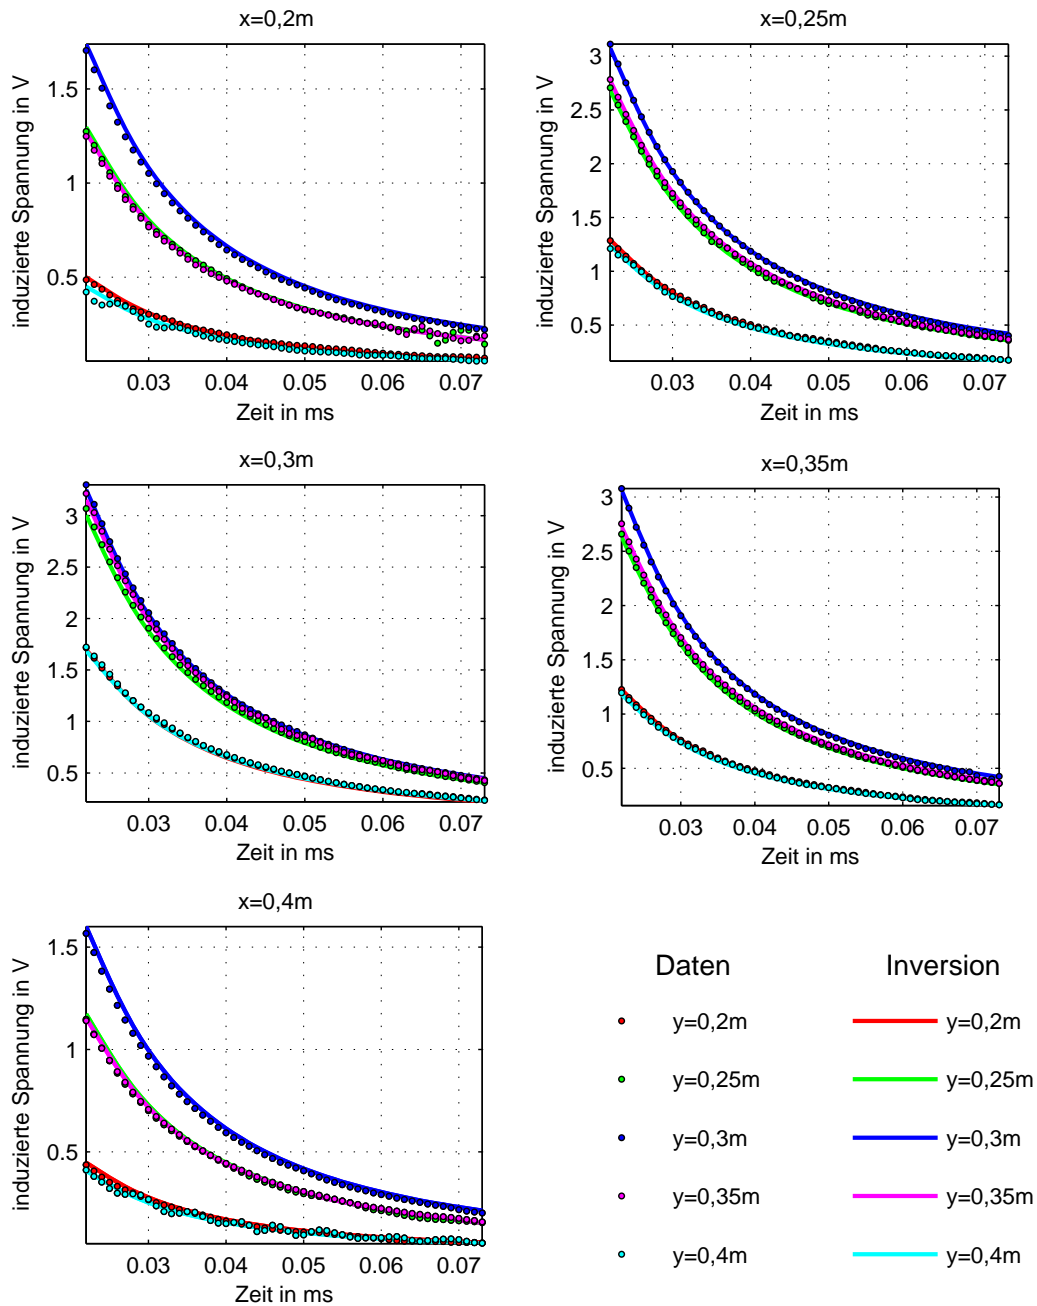 x=0,2m
induzierte Spannung in V
1.5
1
0.5
0.03 0.04 0.05 0.06 0.07
Zeit in ms
x=0,25m
induzierte Spannung in V
3
2.5
2
1.5
1
0.5
0.03 0.04 0.05 0.06 0.07
Zeit in ms
x=0,3m
induzierte Spannung in V
3
2.5
2
1.5
1
0.5
0.03 0.04 0.05 0.06 0.07
Zeit in ms
x=0,35m
induzierte Spannung in V
3
2.5
2
1.5
1
0.5
0.03 0.04 0.05 0.06 0.07
Zeit in ms
x=0,4m
induzierte Spannung in V
1.5
1
0.5
0.03 0.04 0.05 0.06 0.07
Zeit in ms
Daten Inversion
y=0,2m y=0,2m
y=0,25m y=0,25m
y=0,3m y=0,3m
y=0,35m y=0,35m
y=0,4m y=0,4m